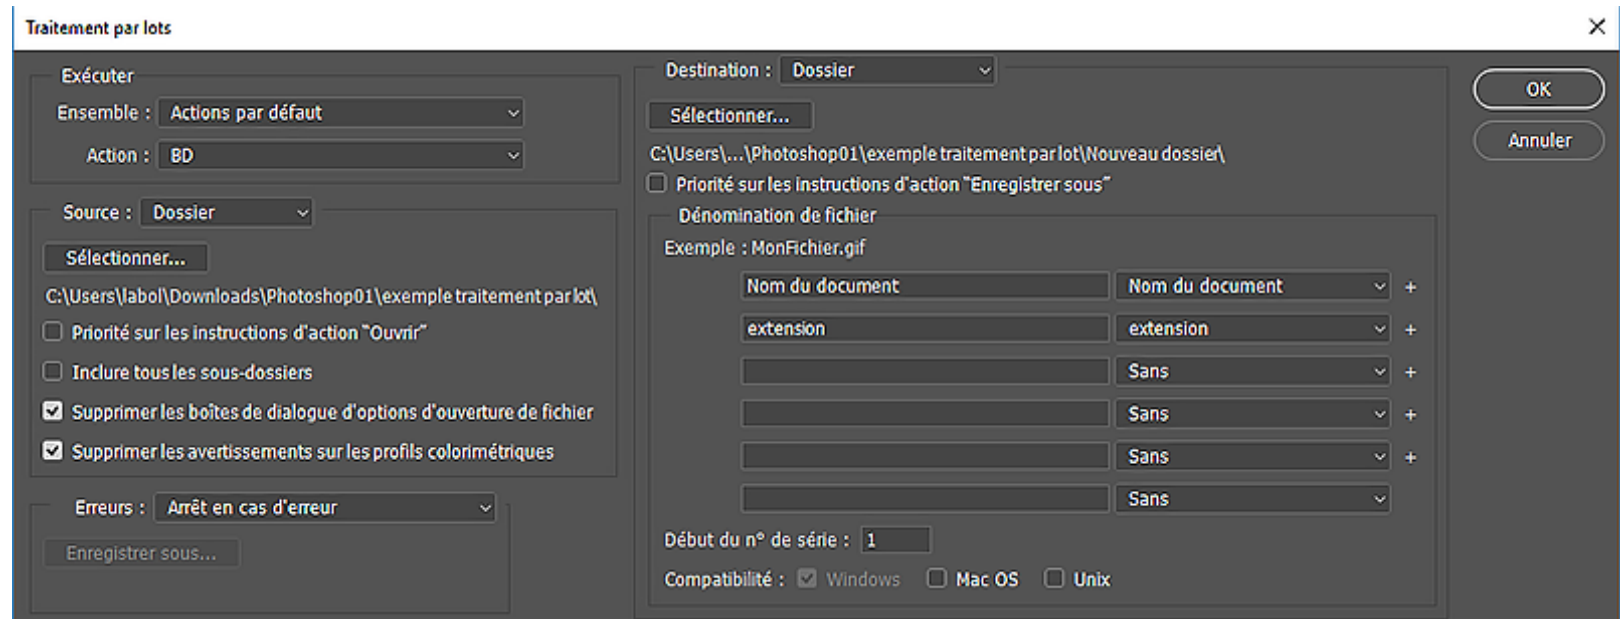 Traitement par lots
Exécuter
Ensemble : Actions par défaut
Action : BD
Source : Dossier
Sélectionner...
C:\Users\labol\Downloads\Photoshop01\exemple traitement par lot\
Priorité sur les instructions d'action "Ouvrir"
Inclure tous les sous-dossiers
Supprimer les boîtes de dialogue d'options d'ouverture de fichier
Supprimer les avertissements sur les profils colorimétriques
Erreurs : Arrêt en cas d'erreur
Enregistrer sous...
Destination : Dossier
Sélectionner...
C:\Users\...\Photoshop01\exemple traitement par lot\Nouveau dossier\
Priorité sur les instructions d'action "Enregistrer sous"
Dénomination de fichier
Exemple : MonFichier.gif
Nom du document Nom du document +
extension extension +
Sans +
Sans +
Sans +
Sans
Début du n° de série : 1
Compatibilité : Windows Mac OS Unix
OK
Annuler